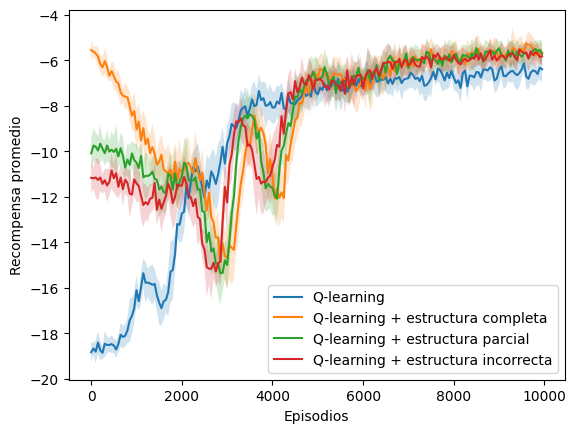 −4
−6
−8
−10
−12
−14
−16
−18
−20
Recompensa promedio
0
2000
4000
6000
8000
10000
Episodios
Q-learning
Q-learning + estructura completa
Q-learning + estructura parcial
Q-learning + estructura incorrecta